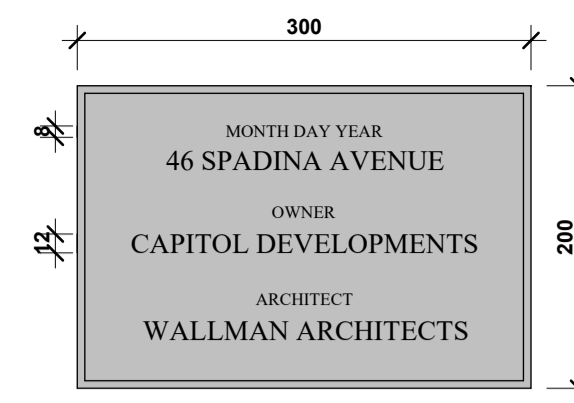 300
8
MONTH DAY YEAR
46 SPADINA AVENUE
OWNER
12
CAPITOL DEVELOPMENTS
200
ARCHITECT
WALLMAN ARCHITECTS